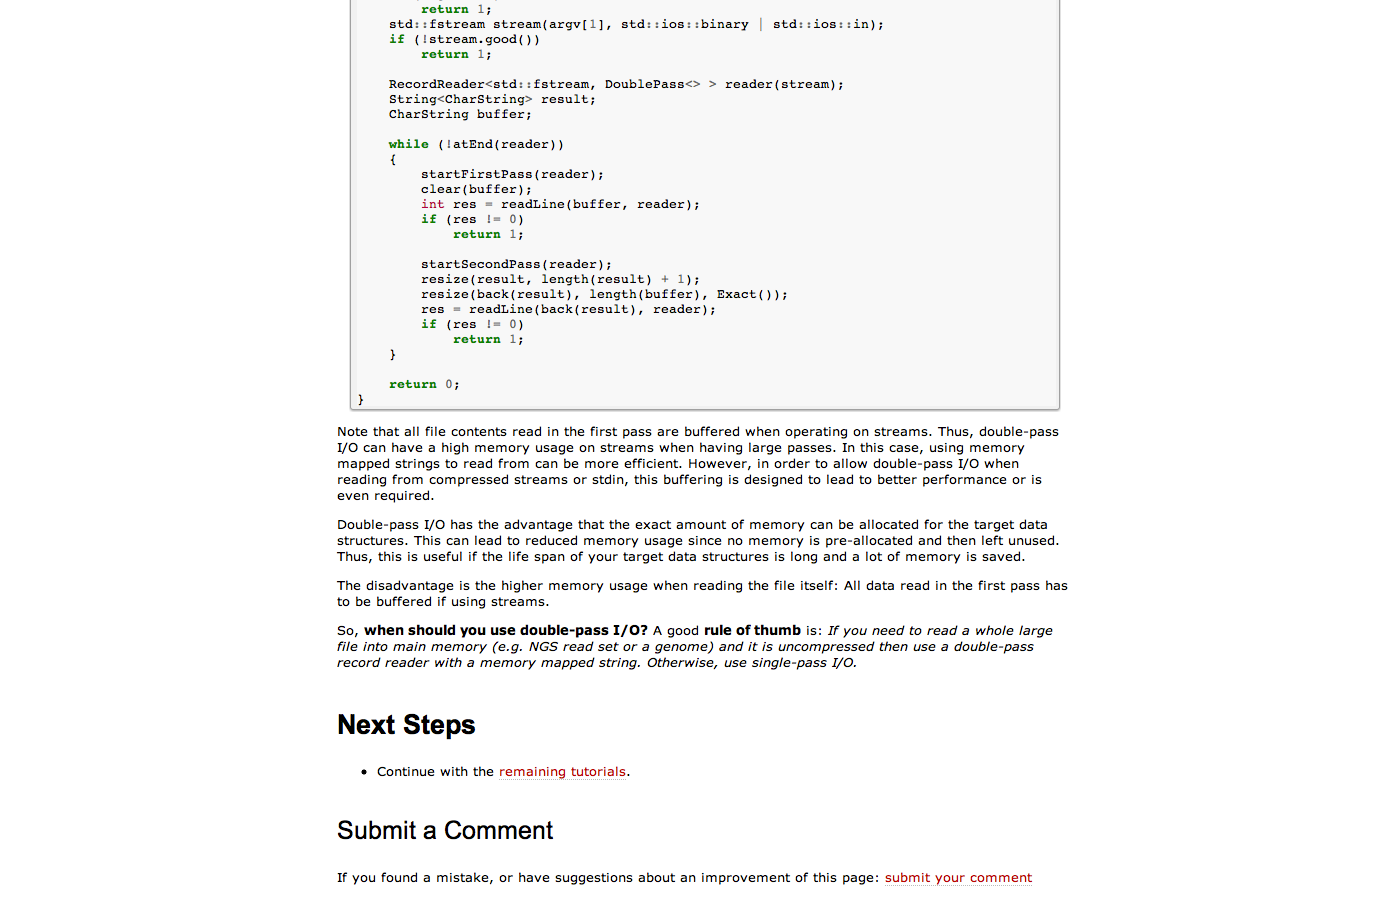 return 1;
std::fstream stream(argv[1], std::ios::binary | std::ios::in);
if (!stream.good())
return 1;
RecordReader<std::fstream, DoublePass<> > reader(stream);
String<CharString> result;
CharString buffer;
while (!atEnd(reader))
{
startFirstPass(reader);
clear(buffer);
int res = readLine(buffer, reader);
if (res != 0)
return 1;
startSecondPass(reader);
resize(result, length(result) + 1);
resize(back(result), length(buffer), Exact());
res = readLine(back(result), reader);
if (res != 0)
return 1;
}
return 0;
}
Note that all file contents read in the first pass are buffered when operating on streams. Thus, double-pass
I/O can have a high memory usage on streams when having large passes. In this case, using memory
mapped strings to read from can be more efficient. However, in order to allow double-pass I/O when
reading from compressed streams or stdin, this buffering is designed to lead to better performance or is
even required.
Double-pass I/O has the advantage that the exact amount of memory can be allocated for the target data
structures. This can lead to reduced memory usage since no memory is pre-allocated and then left unused.
Thus, this is useful if the life span of your target data structures is long and a lot of memory is saved.
The disadvantage is the higher memory usage when reading the file itself: All data read in the first pass has
to be buffered if using streams.
So, when should you use double-pass I/O? A good rule of thumb is: If you need to read a whole large
file into main memory (e.g. NGS read set or a genome) and it is uncompressed then use a double-pass
record reader with a memory mapped string. Otherwise, use single-pass I/O.
Next Steps
• Continue with the remaining tutorials.
Submit a Comment
If you found a mistake, or have suggestions about an improvement of this page: submit your comment